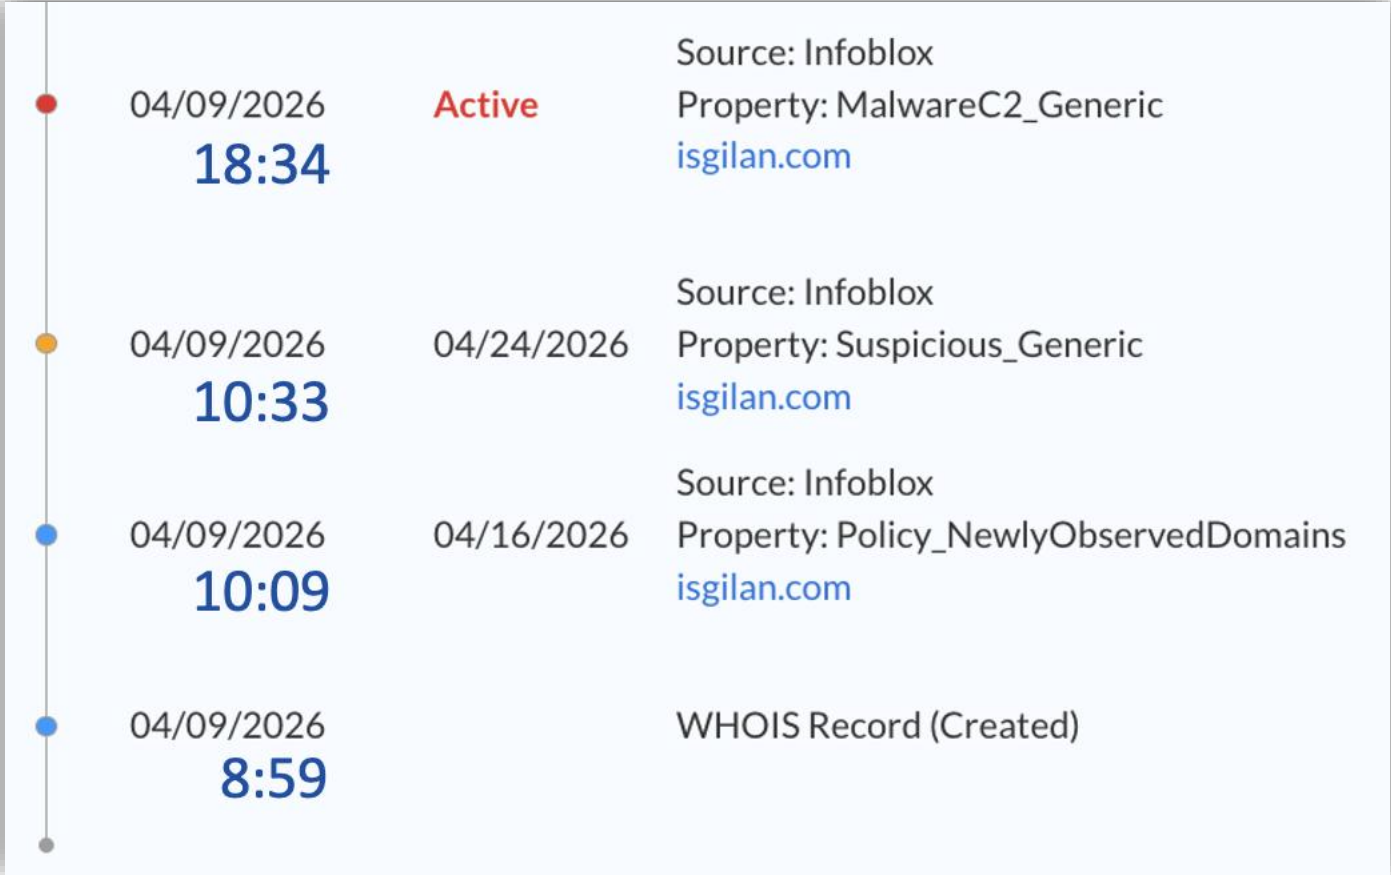 Source: Infoblox
04/09/2026 Active Property: MalwareC2_Generic
18:34 isgilan.com
Source: Infoblox
04/09/2026 04/24/2026 Property: Suspicious_Generic
10:33 isgilan.com
Source: Infoblox
04/09/2026 04/16/2026 Property: Policy_NewlyObservedDomains
10:09 isgilan.com
04/09/2026 WHOIS Record (Created)
8:59